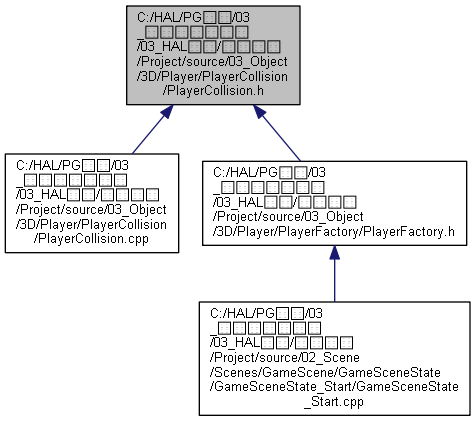 C:/HAL/PG□□/03
_□□□□□□□
/03_HAL□□/□□□□
/Project/source/03_Object
/3D/Player/PlayerCollision
/PlayerCollision.h
C:/HAL/PG□□/03
_□□□□□□□
/03_HAL□□/□□□□
/Project/source/03_Object
/3D/Player/PlayerCollision
/PlayerCollision.cpp
C:/HAL/PG□□/03
_□□□□□□□
/03_HAL□□/□□□□
/Project/source/03_Object
/3D/Player/PlayerFactory/PlayerFactory.h
C:/HAL/PG□□/03
_□□□□□□□
/03_HAL□□/□□□□
/Project/source/02_Scene
/Scenes/GameScene/GameSceneState
/GameSceneState_Start/GameSceneState
_Start.cpp